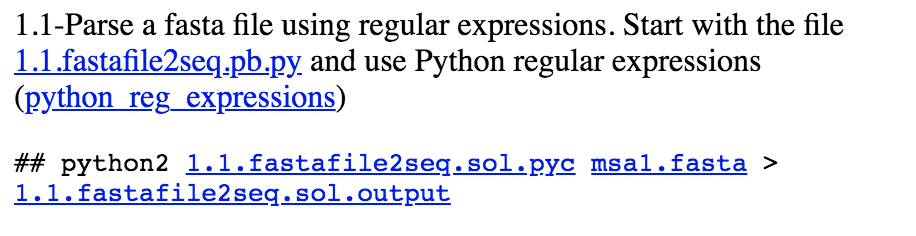 1.1-Parse a fasta file using regular expressions. Start with the file
1.1.fastafile2seq.pb.py and use Python regular expressions
(python_reg_expressions)
## python2 1.1.fastafile2seq.sol.pyc msa1.fasta >
1.1.fastafile2seq.sol.output